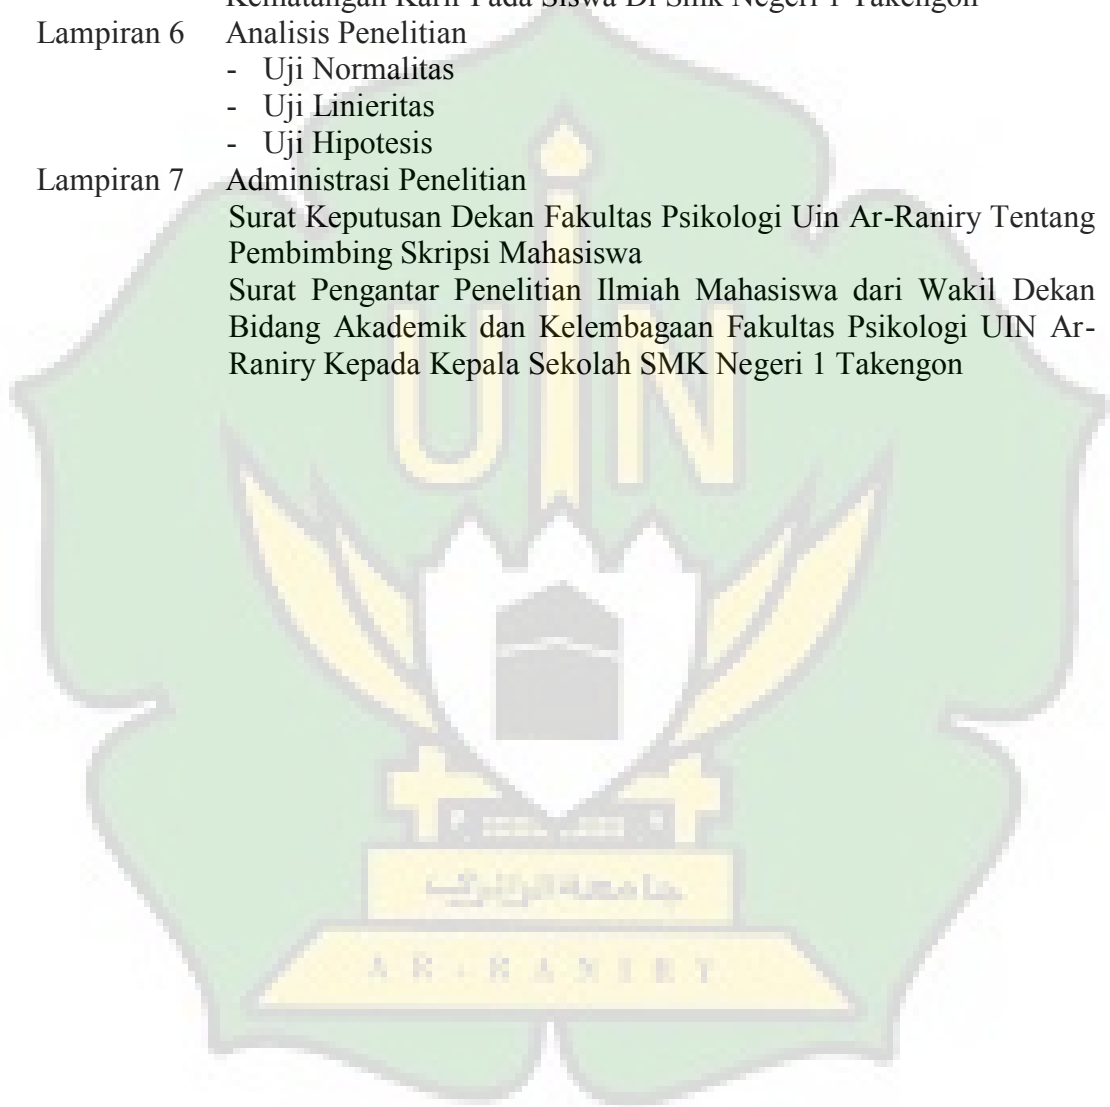 Kematangan Karir Pada Siswa Di Smk Negeri 1 Takengon
Lampiran 6 Analisis Penelitian
- Uji Normalitas
- Uji Linieritas
- Uji Hipotesis
Lampiran 7 Administrasi Penelitian
Surat Keputusan Dekan Fakultas Psikologi Uin Ar-Raniry Tentang
Pembimbing Skripsi Mahasiswa
Surat Pengantar Penelitian Ilmiah Mahasiswa dari Wakil Dekan
Bidang Akademik dan Kelembagaan Fakultas Psikologi UIN Ar-
Raniry Kepada Kepala Sekolah SMK Negeri 1 Takengon
UIN
جامعة الرانيري
AR-RANIRY